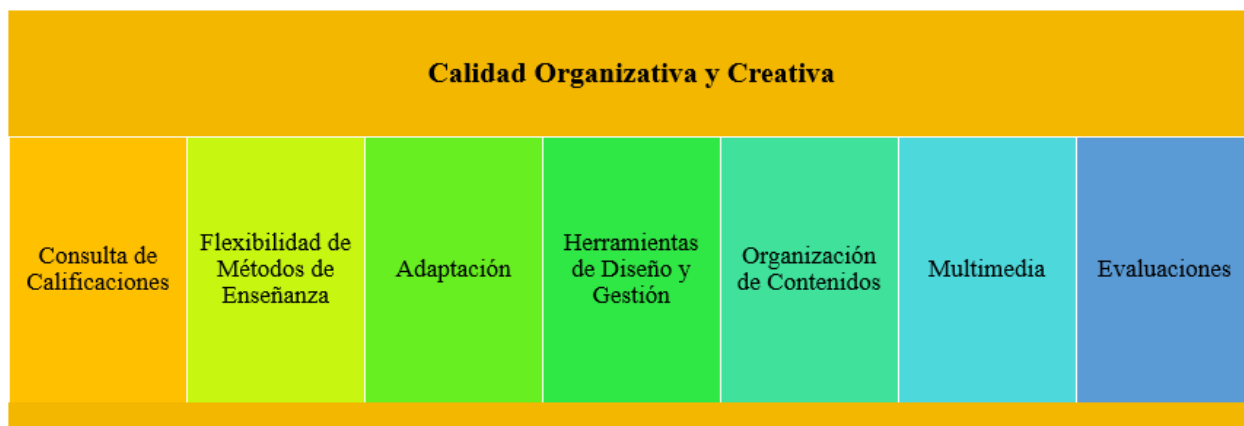 Calidad Organizativa y Creativa
Consulta de
Calificaciones
Flexibilidad de
Métodos de
Enseñanza
Adaptación
Herramientas
de Diseño y
Gestión
Organización
de Contenidos
Multimedia
Evaluaciones